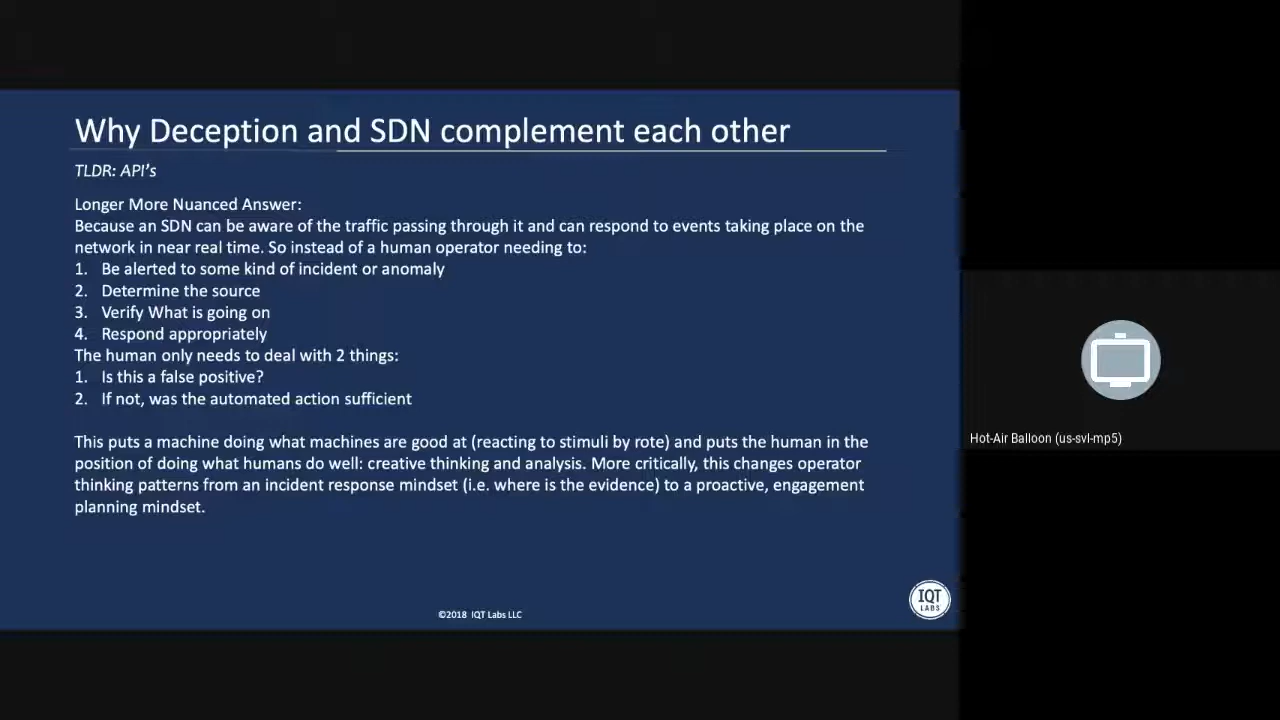 Why Deception and SDN complement each other
TLDR: API's
Longer More Nuanced Answer:
Because an SDN can be aware of the traffic passing through it and can respond to events taking place on the
network in near real time. So instead of a human operator needing to:
1. Be alerted to some kind of incident or anomaly
2. Determine the source
3. Verify What is going on
4. Respond appropriately
The human only needs to deal with 2 things:
1. Is this a false positive?
2. If not, was the automated action sufficient
This puts a machine doing what machines are good at (reacting to stimuli by rote) and puts the human in the
position of doing what humans do well: creative thinking and analysis. More critically, this changes operator
thinking patterns from an incident response mindset (i.e. where is the evidence) to a proactive, engagement
planning mindset.
©2018 IQT Labs LLC
IQT
LABS
Hot-Air Balloon (us-svl-mp5)